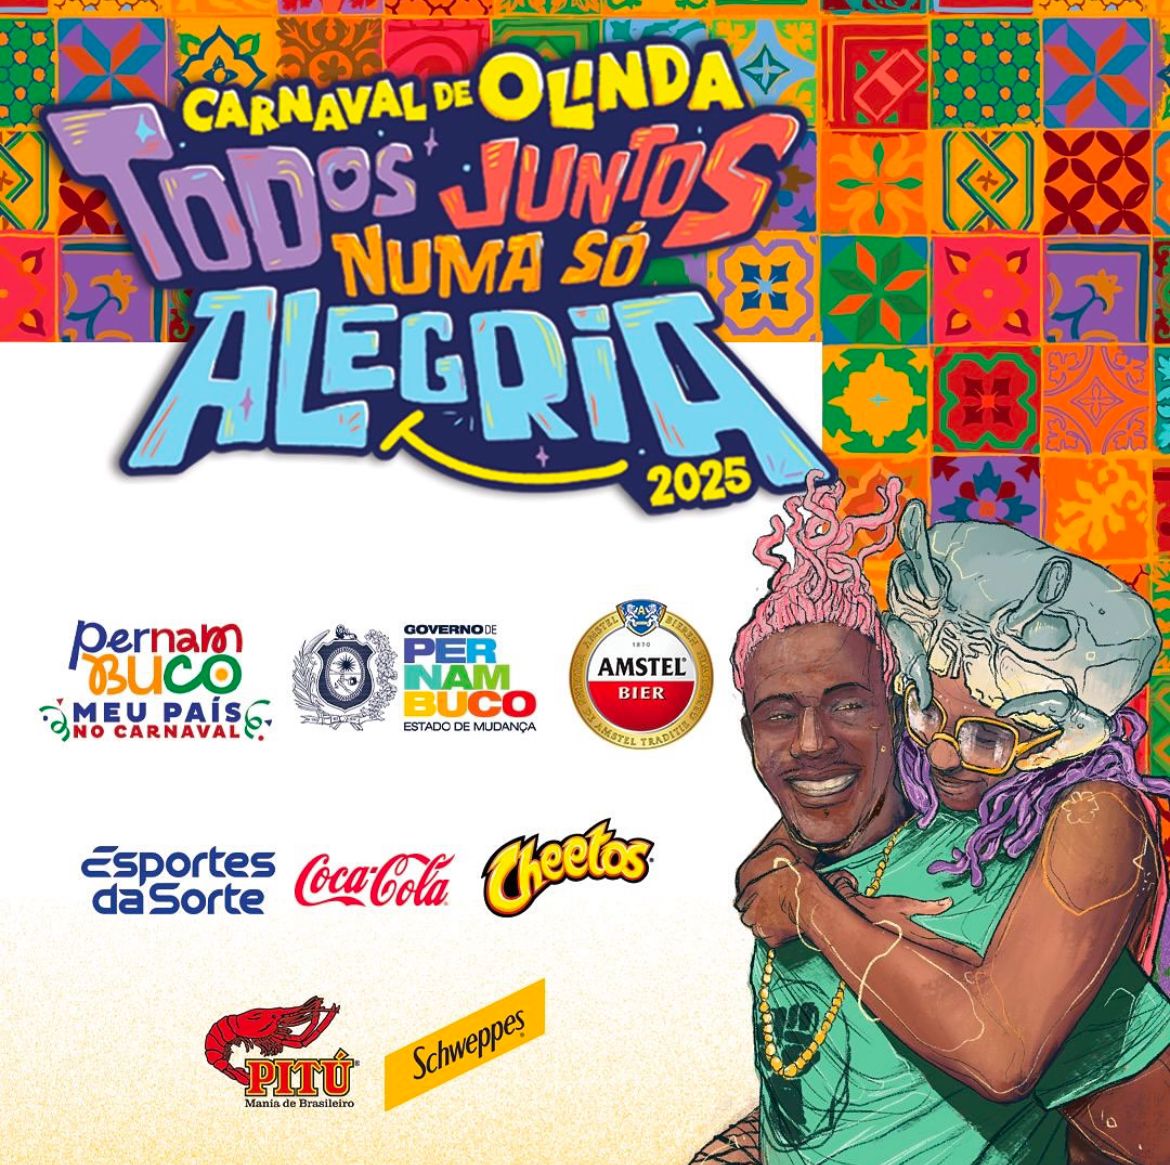 CARNAVAL DE OLINDA
TODOS JUNTOS
NUMA SÓ
ALEGRIA
2025
PERNAM
BUCO
MEU PAÍS
NO CARNAVAL
GOVERNO DE
PER
NAM
BUCO
ESTADO DE MUDANÇA
A
1870
AMSTEL
BIER
Esportes
da Sorte
Coca-Cola
Cheetos
PITÚ
Mania de Brasileiro
Schweppes